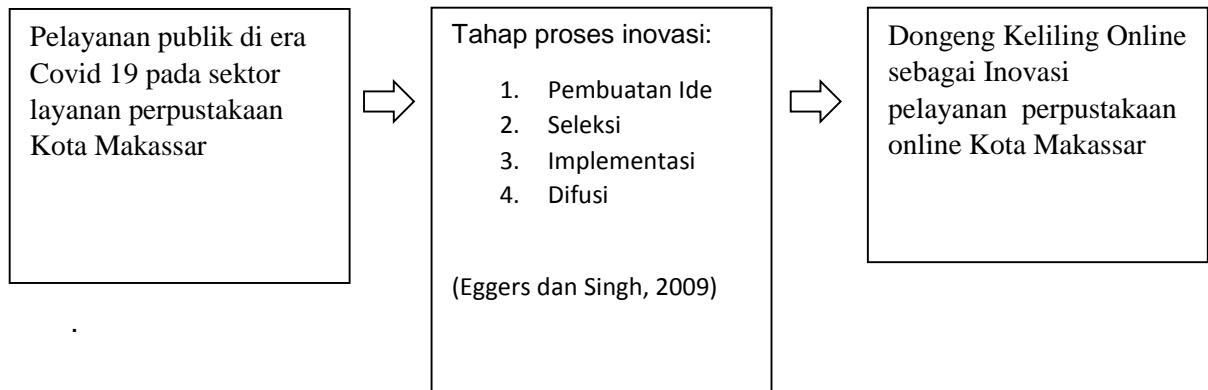 Pelayanan publik di era
Covid 19 pada sektor
layanan perpustakaan
Kota Makassar
.
Tahap proses inovasi:
1. Pembuatan Ide
2. Seleksi
3. Implementasi
4. Difusi
(Eggers dan Singh, 2009)
Dongeng Keliling Online
sebagai Inovasi
pelayanan perpustakaan
online Kota Makassar